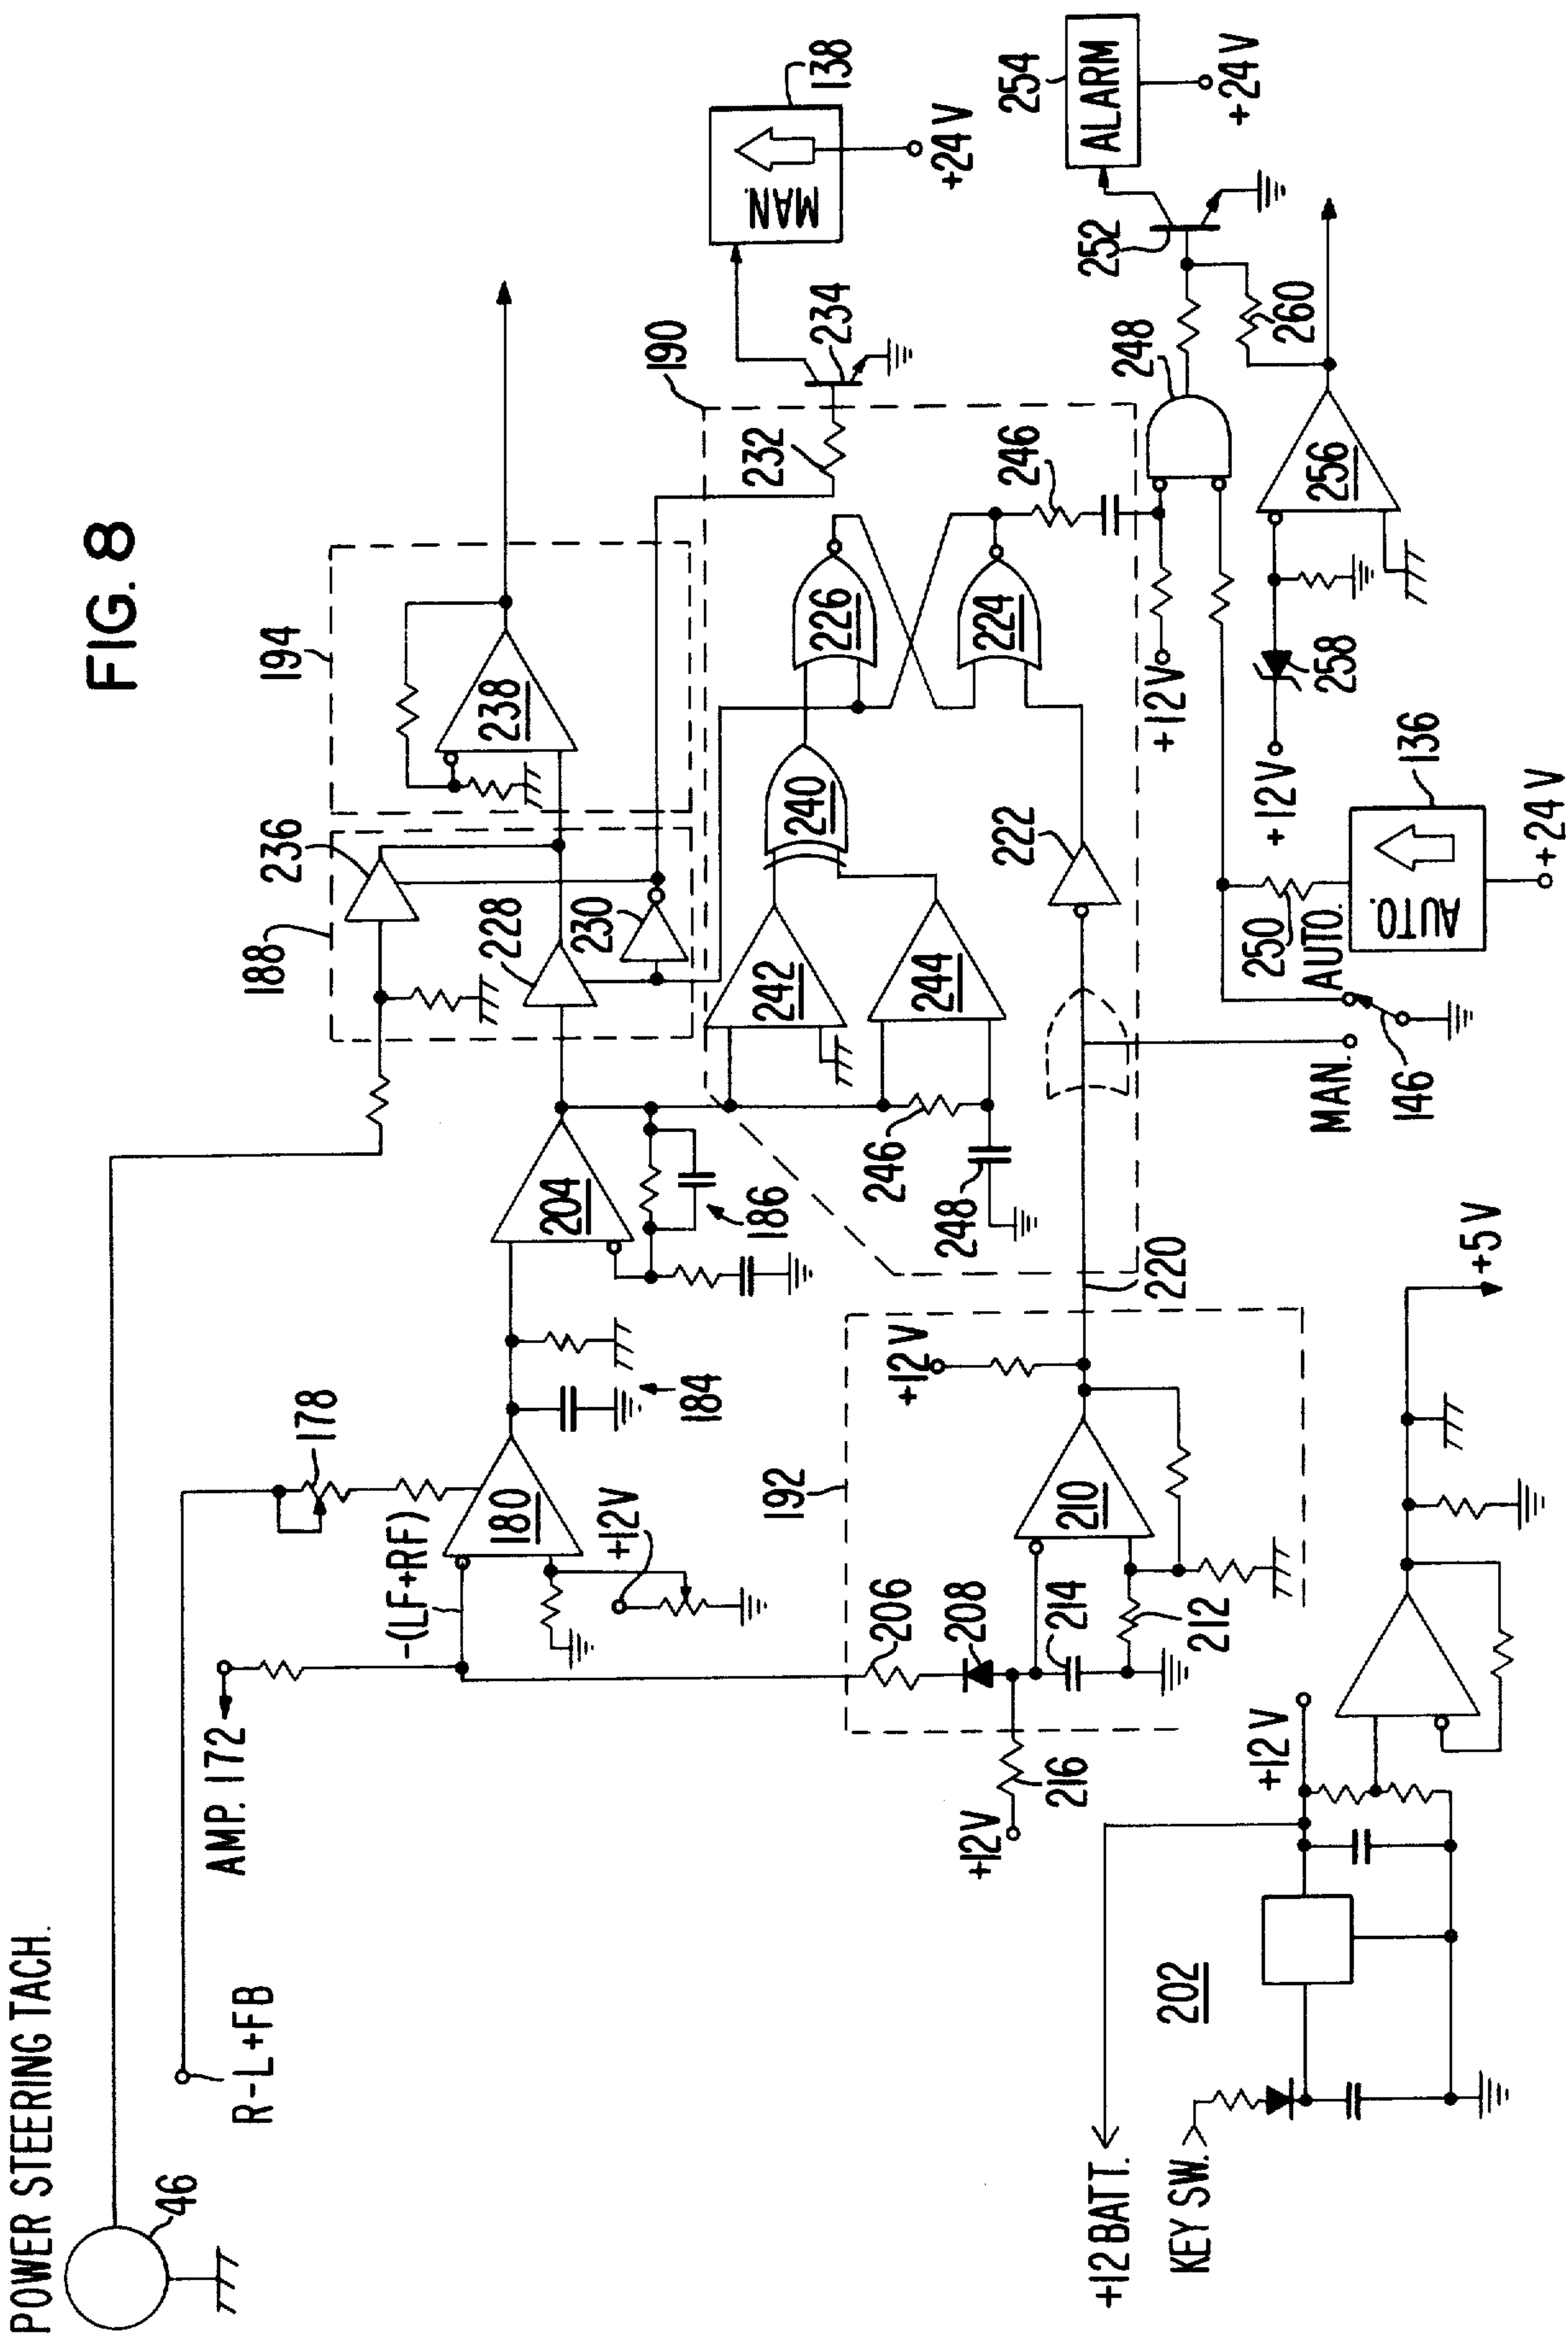 FIG. 8
POWER STEERING TACH.
46
R-L+FB
AMP. 172
178
-(LF+RF)
180
+12V
184
204
186
188
236
228
230
194
238
190
232
234
MAN.
138
+24V
242
244
246
248
240
226
224
246
222
220
192
206
208
214
212
210
+12V
+12V
216
+12V
248
252
254
ALARM
+24V
260
256
+12V
258
250
AUTO.
AUTO.
136
+24V
MAN.
146
+12BATT.
KEY SW.
202
+12V
+5V